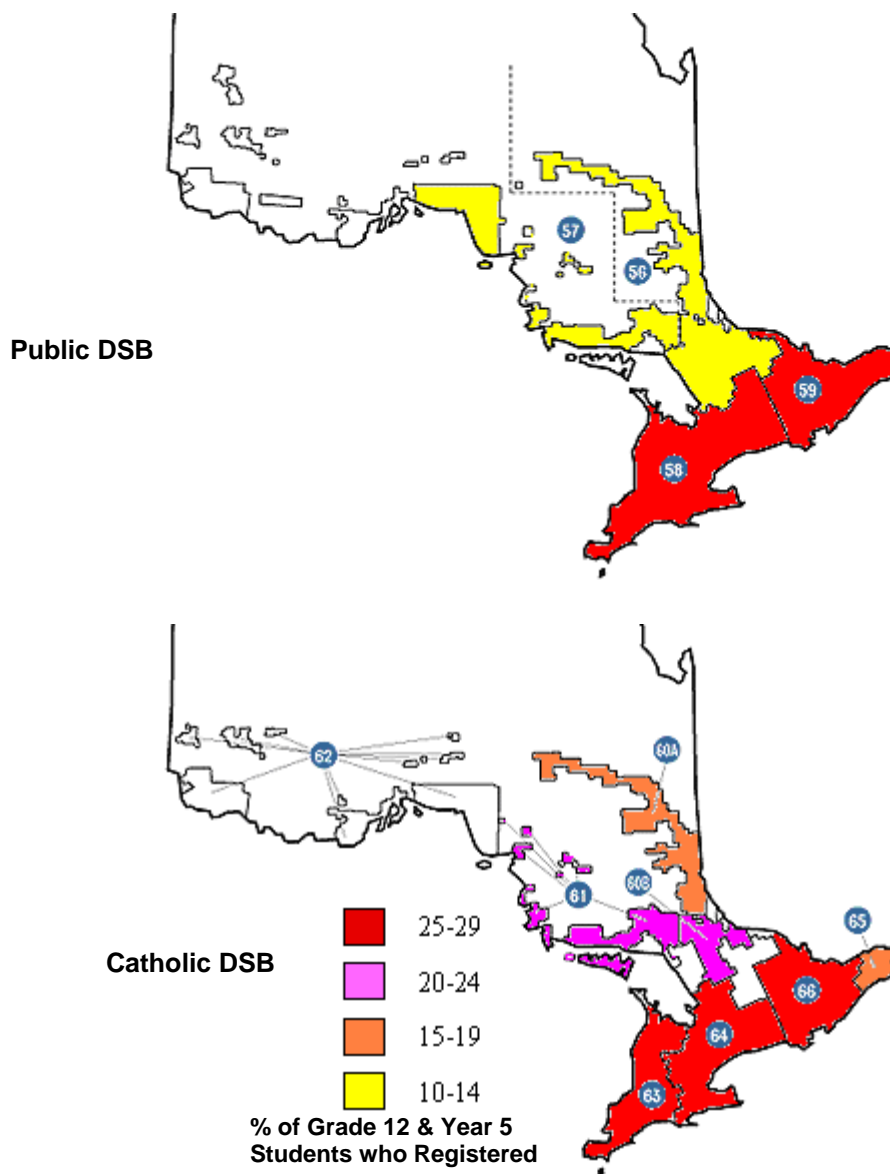 57
56
Public DSB
59
58
60A
62
60B
61
65
25-29
Catholic DSB
20-24
66
15-19
64
10-14
63
% of Grade 12 & Year 5
Students who Registered